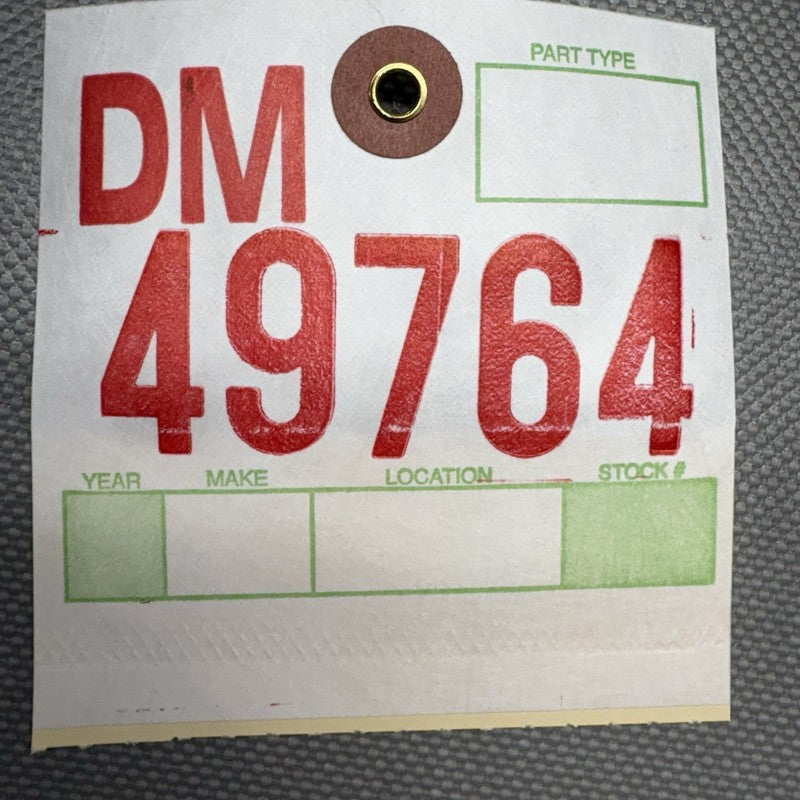 PART TYPE
DM
49764
YEAR MAKE LOCATION STOCK #